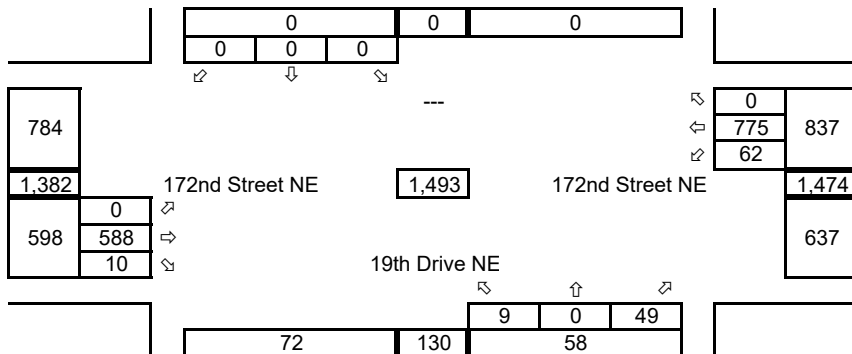 0 0 0
0 0 0
⬃ ⇩ ⬂
---
⬁ 0
784 ⇦ 775 837
⬃ 62
1,382 172nd Street NE 1,493 172nd Street NE 1,474
0 ⬀
598 588 ⇨ 637
10 ⬂ 19th Drive NE
⬁ ⇧ ⬀
9 0 49
72 130 58